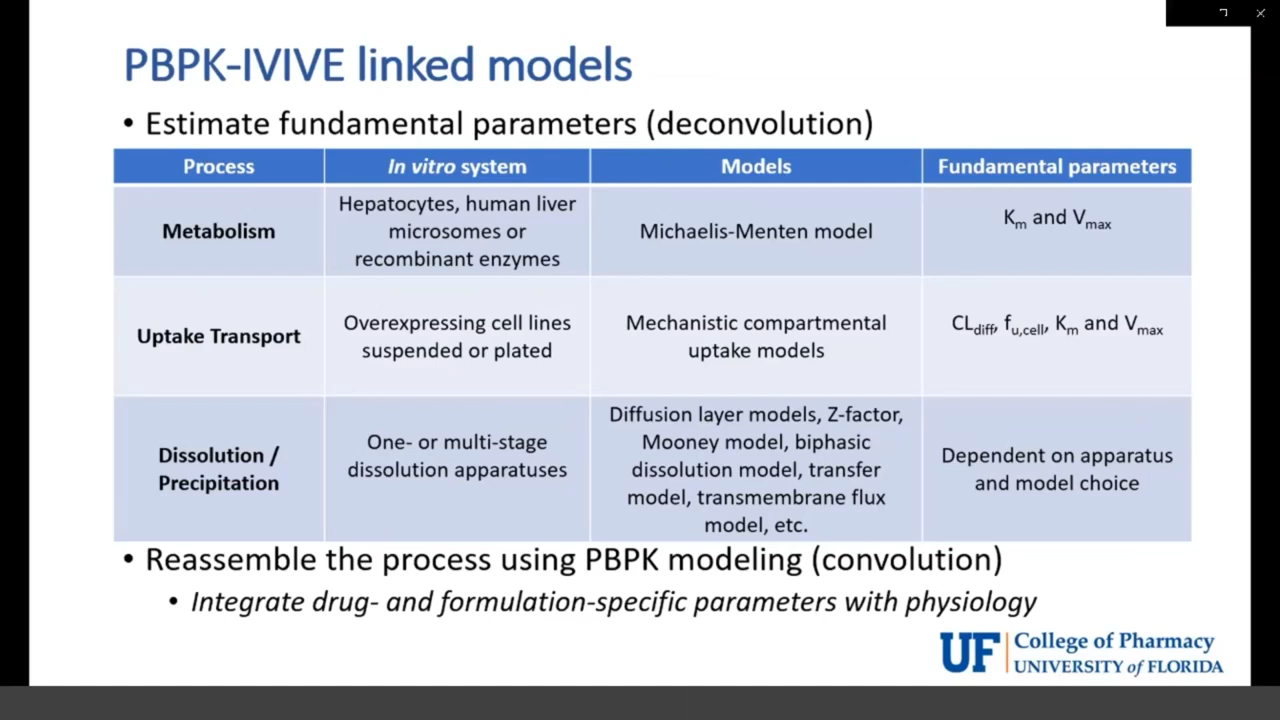 PBPK-IVIVE linked models
• Estimate fundamental parameters (deconvolution)
Process
In vitro system
Models
Fundamental parameters
Metabolism
Hepatocytes, human liver
microsomes or
recombinant enzymes
Michaelis-Menten model
Km and Vmax
Uptake Transport
Overexpressing cell lines
suspended or plated
Mechanistic compartmental
uptake models
CLdiff, fu,cell, Km and Vmax
Dissolution /
Precipitation
One- or multi-stage
dissolution apparatuses
Diffusion layer models, Z-factor,
Mooney model, biphasic
dissolution model, transfer
model, transmembrane flux
model, etc.
Dependent on apparatus
and model choice
• Reassemble the process using PBPK modeling (convolution)
• Integrate drug- and formulation-specific parameters with physiology
UF College of Pharmacy
UNIVERSITY of FLORIDA